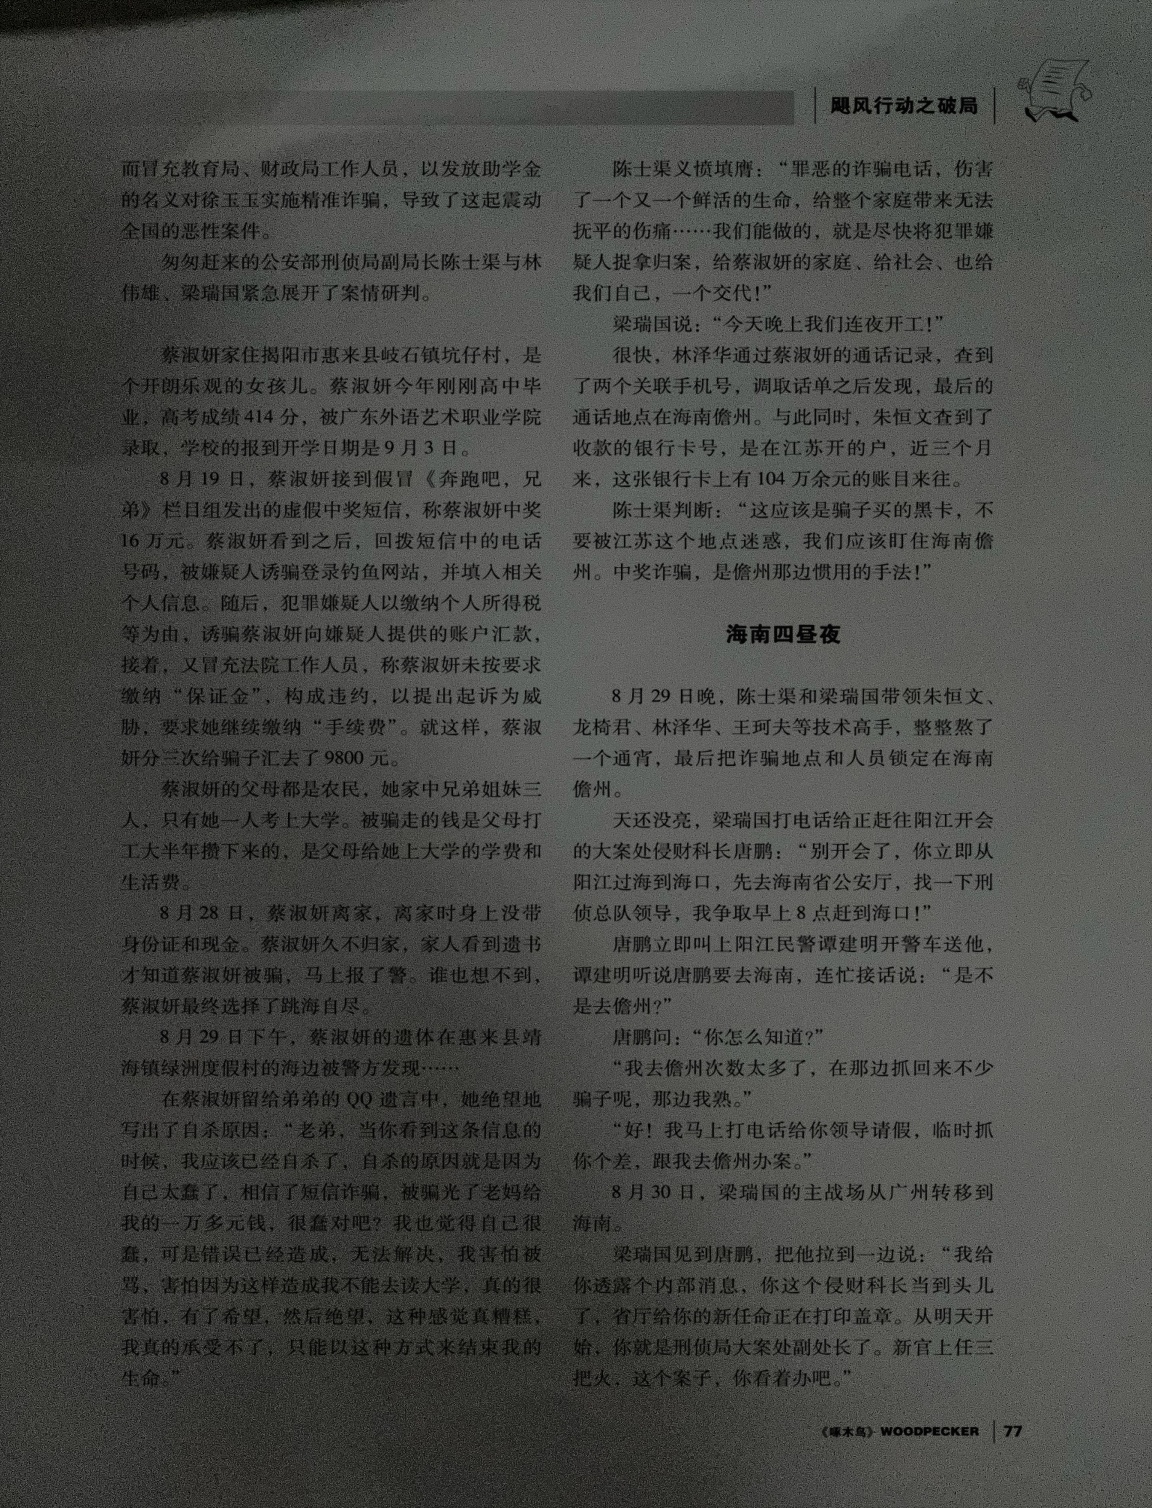 飓风行动之破局
而冒充教育局、财政局工作人员，以发放助学金
的名义对徐玉玉实施精准诈骗，导致了这起震动
全国的恶性案件。
匆匆赶来的公安部刑侦局副局长陈士渠与林
伟雄、梁瑞国紧急展开了案情研判。
蔡淑妍家住揭阳市惠来县岐石镇坑仔村，是
个开朗乐观的女孩儿。蔡淑妍今年刚刚高中毕
业，高考成绩 414 分，被广东外语艺术职业学院
录取，学校的报到开学日期是 9 月 3 日。
8 月 19 日，蔡淑妍接到假冒《奔跑吧，兄
弟》栏目组发出的虚假中奖短信，称蔡淑妍中奖
16 万元。蔡淑妍看到之后，回拨短信中的电话
号码，被嫌疑人诱骗登录钓鱼网站，并填入相关
个人信息。随后，犯罪嫌疑人以缴纳个人所得税
等为由，诱骗蔡淑妍向嫌疑人提供的账户汇款，
接着，又冒充法院工作人员，称蔡淑妍未按要求
缴纳“保证金”，构成违约，以提出起诉为威
胁，要求她继续缴纳“手续费”。就这样，蔡淑
妍分三次给骗子汇去了 9800 元。
蔡淑妍的父母都是农民，她家中兄弟姐妹三
人，只有她一人考上大学。被骗走的钱是父母打
工大半年攒下来的，是父母给她上大学的学费和
生活费。
8 月 28 日，蔡淑妍离家，离家时身上没带
身份证和现金。蔡淑妍久不归家，家人看到遗书
才知道蔡淑妍被骗，马上报了警。谁也想不到，
蔡淑妍最终选择了跳海自尽。
8 月 29 日下午，蔡淑妍的遗体在惠来县靖
海镇绿洲度假村的海边被警方发现……
在蔡淑妍留给弟弟的 QQ 遗言中，她绝望地
写出了自杀原因：“老弟，当你看到这条信息的
时候，我应该已经自杀了，自杀的原因就是因为
自己太蠢了，相信了短信诈骗，被骗光了老妈给
我的一万多元钱，很蠢对吧？我也觉得自己很
蠢，可是错误已经造成，无法解决，我害怕被
骂，害怕因为这样造成我不能去读大学，真的很
害怕，有了希望，然后绝望，这种感觉真糟糕，
我真的承受不了，只能以这种方式来结束我的
生命。”
陈士渠义愤填膺：“罪恶的诈骗电话，伤害
了一个又一个鲜活的生命，给整个家庭带来无法
抚平的伤痛……我们能做的，就是尽快将犯罪嫌
疑人捉拿归案，给蔡淑妍的家庭、给社会、也给
我们自己，一个交代！”
梁瑞国说：“今天晚上我们连夜开工！”
很快，林泽华通过蔡淑妍的通话记录，查到
了两个关联手机号，调取话单之后发现，最后的
通话地点在海南儋州。与此同时，朱恒文查到了
收款的银行卡号，是在江苏开的户，近三个月
来，这张银行卡上有 104 万余元的账目来往。
陈士渠判断：“这应该是骗子买的黑卡，不
要被江苏这个地点迷惑，我们应该盯住海南儋
州。中奖诈骗，是儋州那边惯用的手法！”
海南四昼夜
8 月 29 日晚，陈士渠和梁瑞国带领朱恒文、
龙椅君、林泽华、王珂夫等技术高手，整整熬了
一个通宵，最后把诈骗地点和人员锁定在海南
儋州。
天还没亮，梁瑞国打电话给正赶往阳江开会
的大案处侵财科长唐鹏：“别开会了，你立即从
阳江过海到海口，先去海南省公安厅，找一下刑
侦总队领导，我争取早上 8 点赶到海口！”
唐鹏立即叫上阳江民警谭建明开警车送他，
谭建明听说唐鹏要去海南，连忙接话说：“是不
是去儋州？”
唐鹏问：“你怎么知道？”
“我去儋州次数太多了，在那边抓回来不少
骗子呢，那边我熟。”
“好！我马上打电话给你领导请假，临时抓
你个差，跟我去儋州办案。”
8 月 30 日，梁瑞国的主战场从广州转移到
海南。
梁瑞国见到唐鹏，把他拉到一边说：“我给
你透露个内部消息，你这个侵财科长当到头儿
了，省厅给你的新任命正在打印盖章。从明天开
始，你就是刑侦局大案处副处长了。新官上任三
把火，这个案子，你看着办吧。”
《啄木鸟》WOODPECKER 77